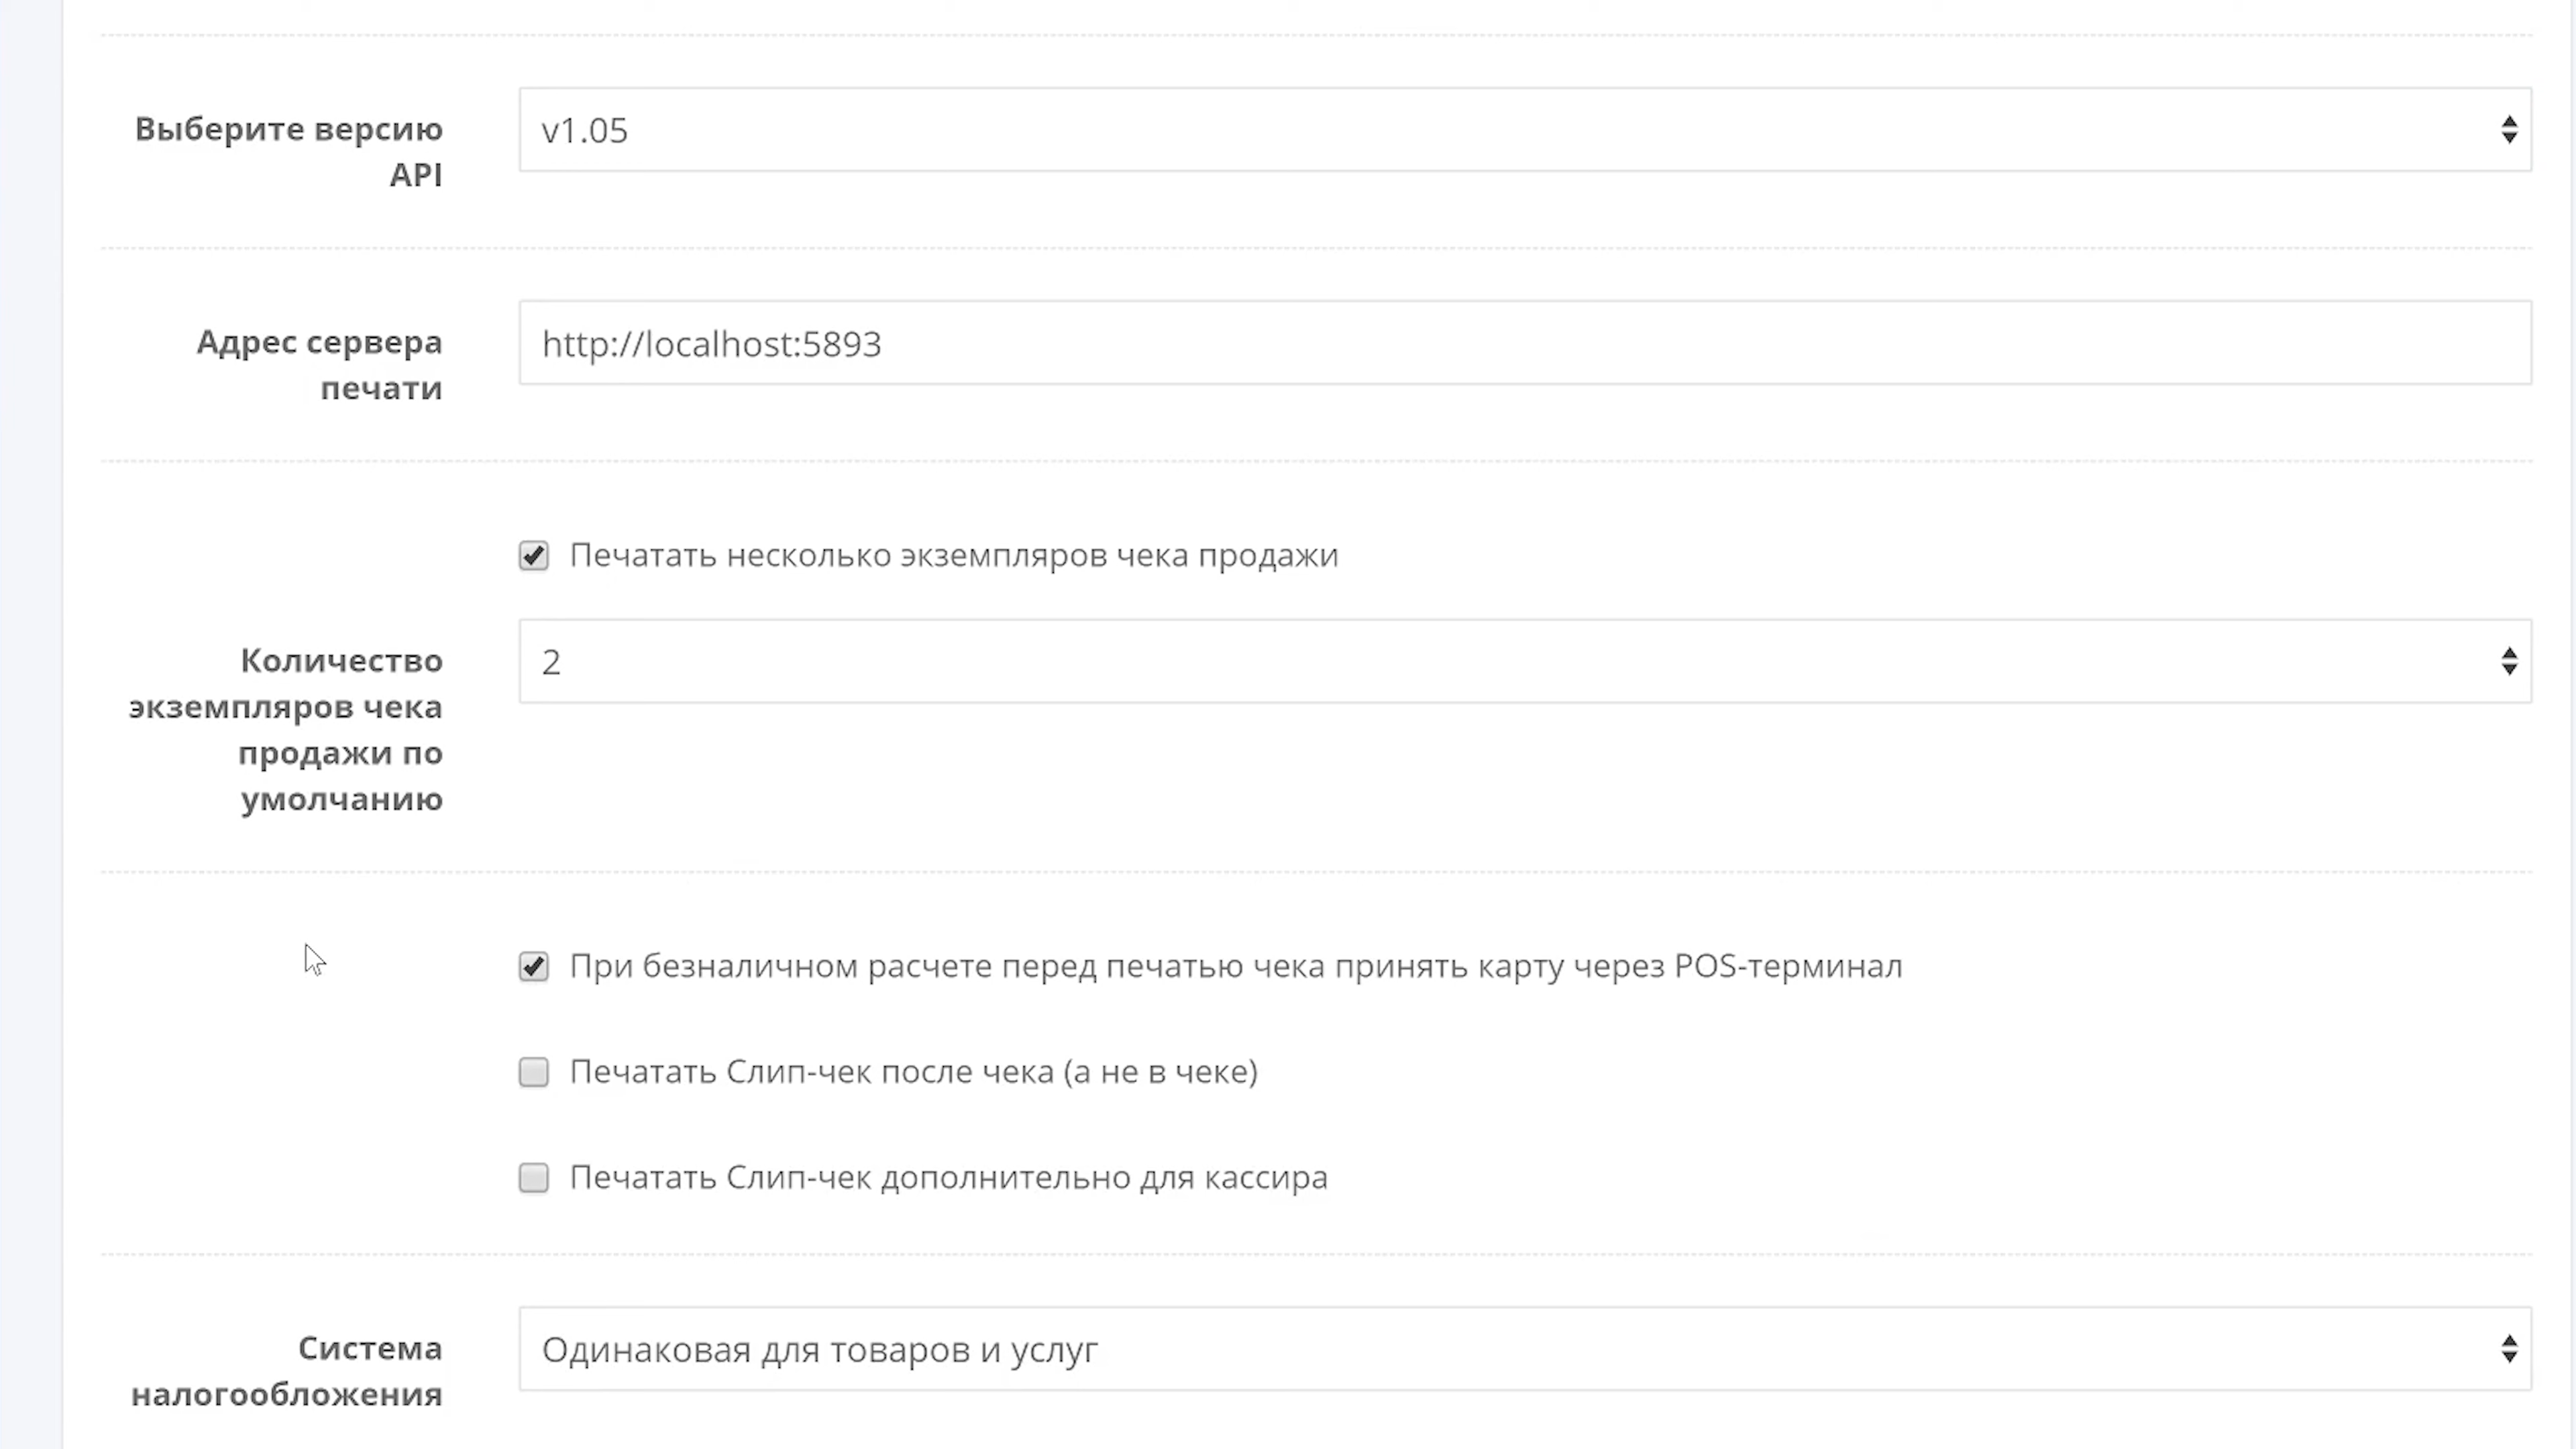 Выберите версию
API
v1.05
Адрес сервера
печати
http://localhost:5893
Печатать несколько экземпляров чека продажи
Количество
экземпляров чека
продажи по
умолчанию
2
При безналичном расчете перед печатью чека принять карту через POS-терминал
Печатать Слип-чек после чека (а не в чеке)
Печатать Слип-чек дополнительно для кассира
Система
налогообложения
Одинаковая для товаров и услуг